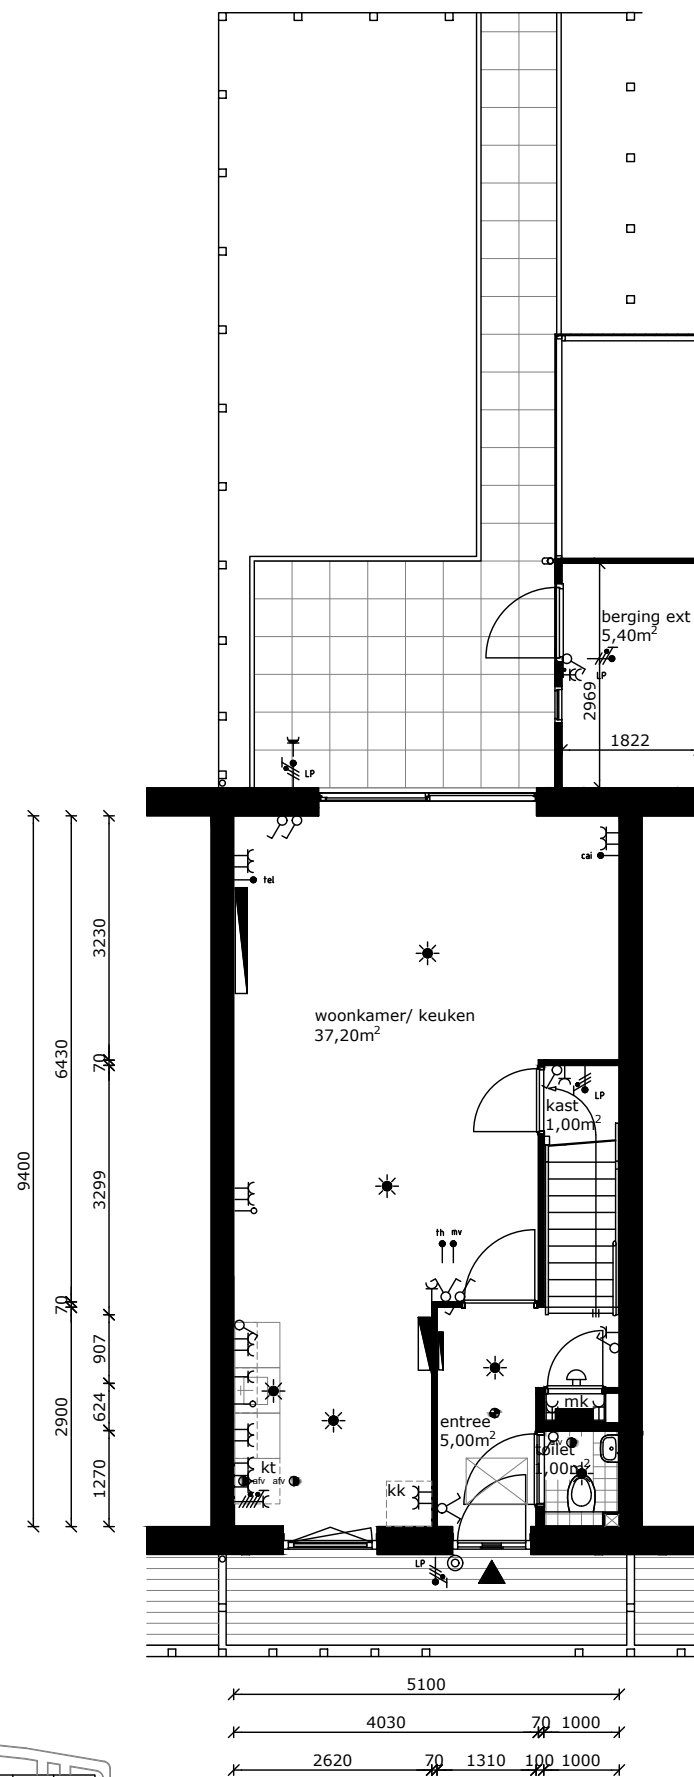 berging ext
5,40m²
LP
2969
1822
LP
cai
tel
3230
woonkamer/ keuken
37,20m²
6430
70
LP
kast
1,00m²
9400
3299
th mv
70
907
2900
624
mk
entree
5,00m²
toilet
1,00m²
afv
kt
afv afv
1270
kk
LP
5100
4030 70 1000
2620 70 1310 100 1000